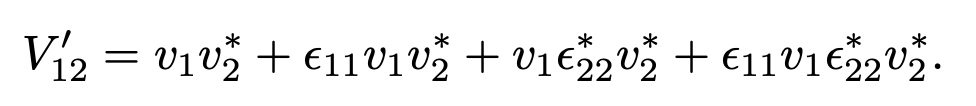 $V'_{12} = v_1 v_2^* + \epsilon_{11} v_1 v_2^* + v_1 \epsilon_{22}^* v_2^* + \epsilon_{11} v_1 \epsilon_{22}^* v_2^*.$